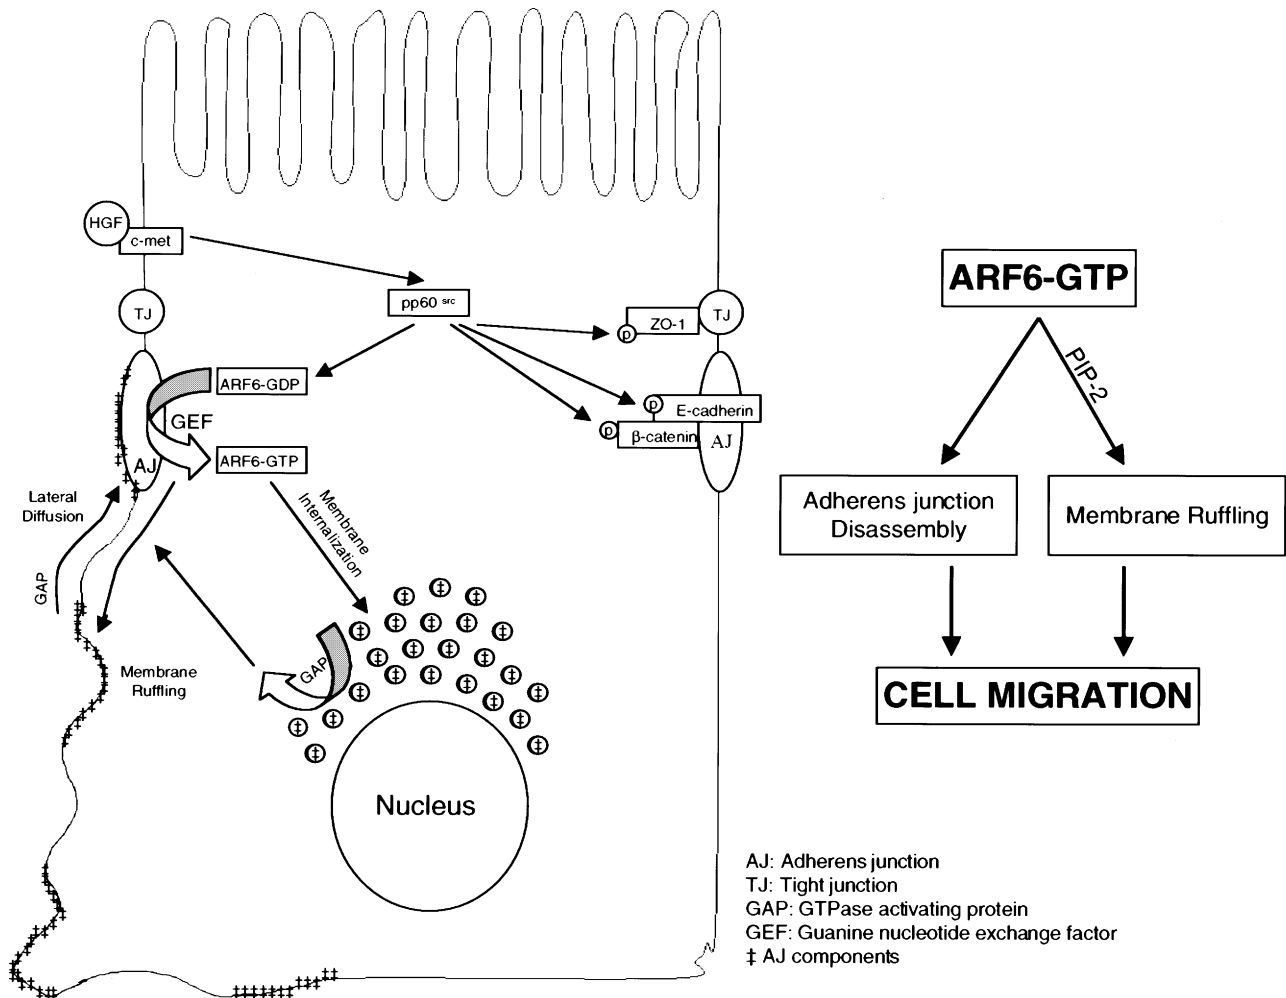 HGF
c-met
TJ
pp60 src
ZO-1
p
TJ
ARF6-GDP
GEF
ARF6-GTP
AJ
p
E-cadherin
p
β-catenin
AJ
Lateral
Diffusion
GAP
Membrane
Internalization
Membrane
Ruffling
GAP
Nucleus
ARF6-GTP
PIP-2
Adherens junction
Disassembly
Membrane Ruffling
CELL MIGRATION
AJ: Adherens junction
TJ: Tight junction
GAP: GTPase activating protein
GEF: Guanine nucleotide exchange factor
‡ AJ components